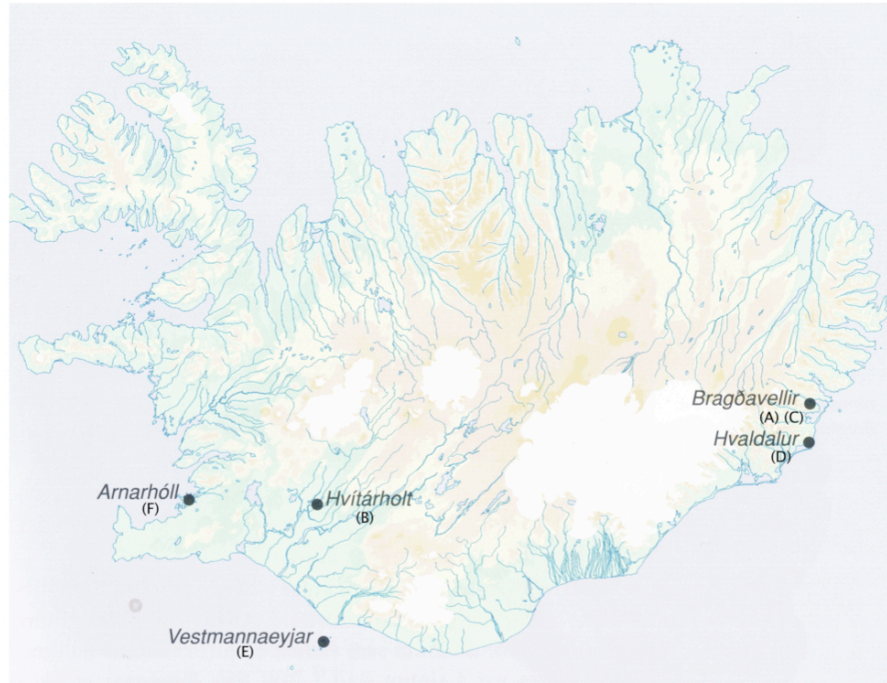 Bragðavellir
(A) (C)
Hvaldalur
(D)
Arnarhóll
(F)
Hvítárholt
(B)
Vestmannaeyjar
(E)